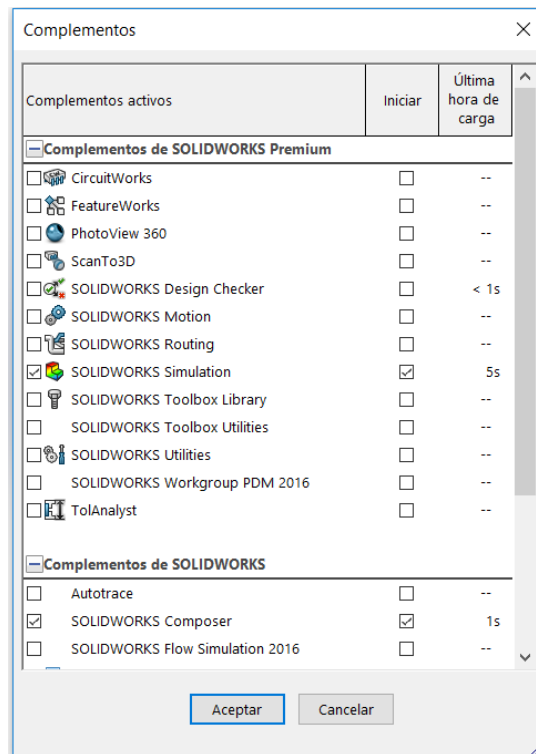 Complementos
Complementos activos
Iniciar
Última
hora de
carga
Complementos de SOLIDWORKS Premium
CircuitWorks --
FeatureWorks --
PhotoView 360 --
ScanTo3D --
SOLIDWORKS Design Checker < 1s
SOLIDWORKS Motion --
SOLIDWORKS Routing --
SOLIDWORKS Simulation 5s
SOLIDWORKS Toolbox Library --
SOLIDWORKS Toolbox Utilities --
SOLIDWORKS Utilities --
SOLIDWORKS Workgroup PDM 2016 --
TolAnalyst --
Complementos de SOLIDWORKS
Autotrace --
SOLIDWORKS Composer 1s
SOLIDWORKS Flow Simulation 2016 --
Aceptar Cancelar